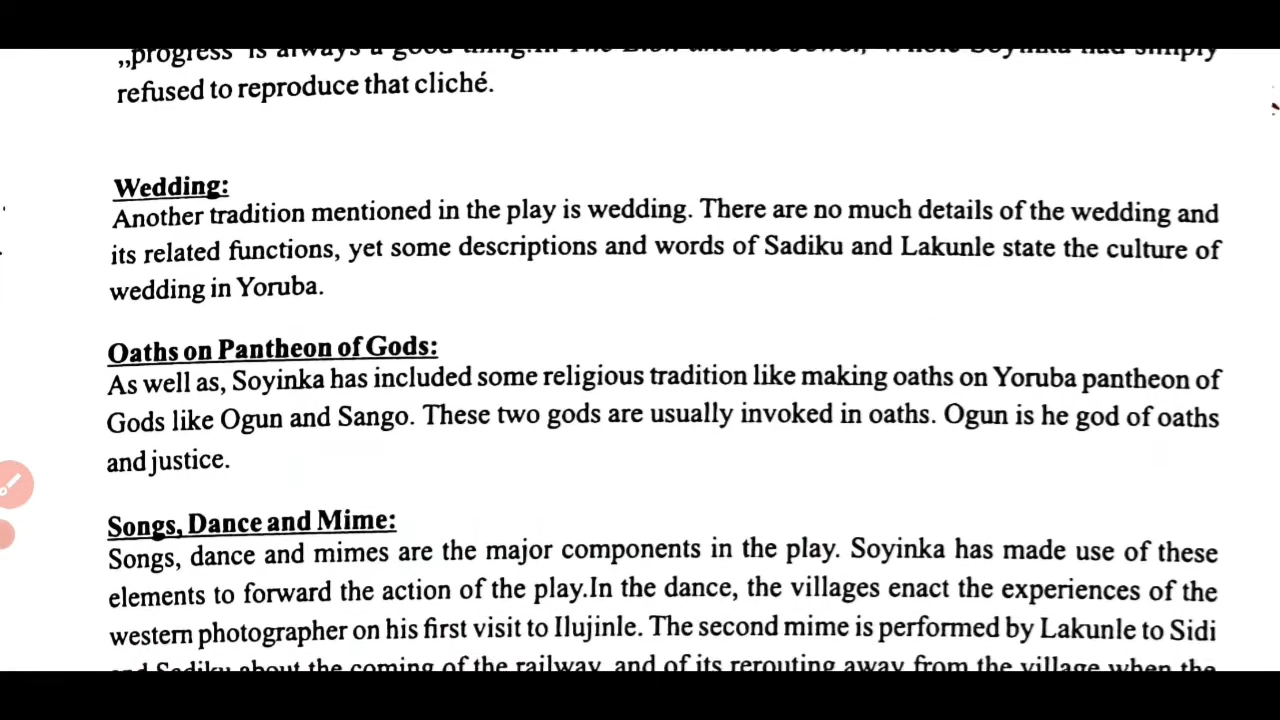 „progress is always a good thing.In The Lion and the Jewel, Whole Soyinka had simply
refused to reproduce that cliché.
Wedding:
Another tradition mentioned in the play is wedding. There are no much details of the wedding and
its related functions, yet some descriptions and words of Sadiku and Lakunle state the culture of
wedding in Yoruba.
Oaths on Pantheon of Gods:
As well as, Soyinka has included some religious tradition like making oaths on Yoruba pantheon of
Gods like Ogun and Sango. These two gods are usually invoked in oaths. Ogun is he god of oaths
and justice.
Songs, Dance and Mime:
Songs, dance and mimes are the major components in the play. Soyinka has made use of these
elements to forward the action of the play.In the dance, the villages enact the experiences of the
western photographer on his first visit to Ilujinle. The second mime is performed by Lakunle to Sidi
and Sadiku about the coming of the railway, and of its rerouting away from the village when the